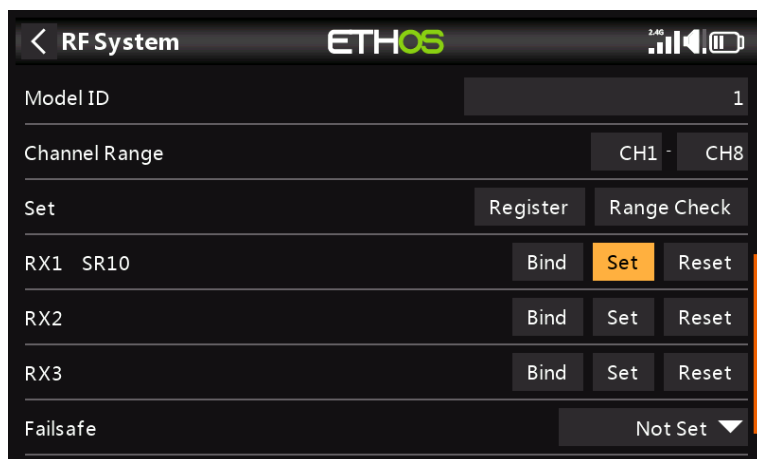 RF System ETHOS 2.4G
Model ID 1
Channel Range CH1 - CH8
Set Register Range Check
RX1 SR10 Bind Set Reset
RX2 Bind Set Reset
RX3 Bind Set Reset
Failsafe Not Set